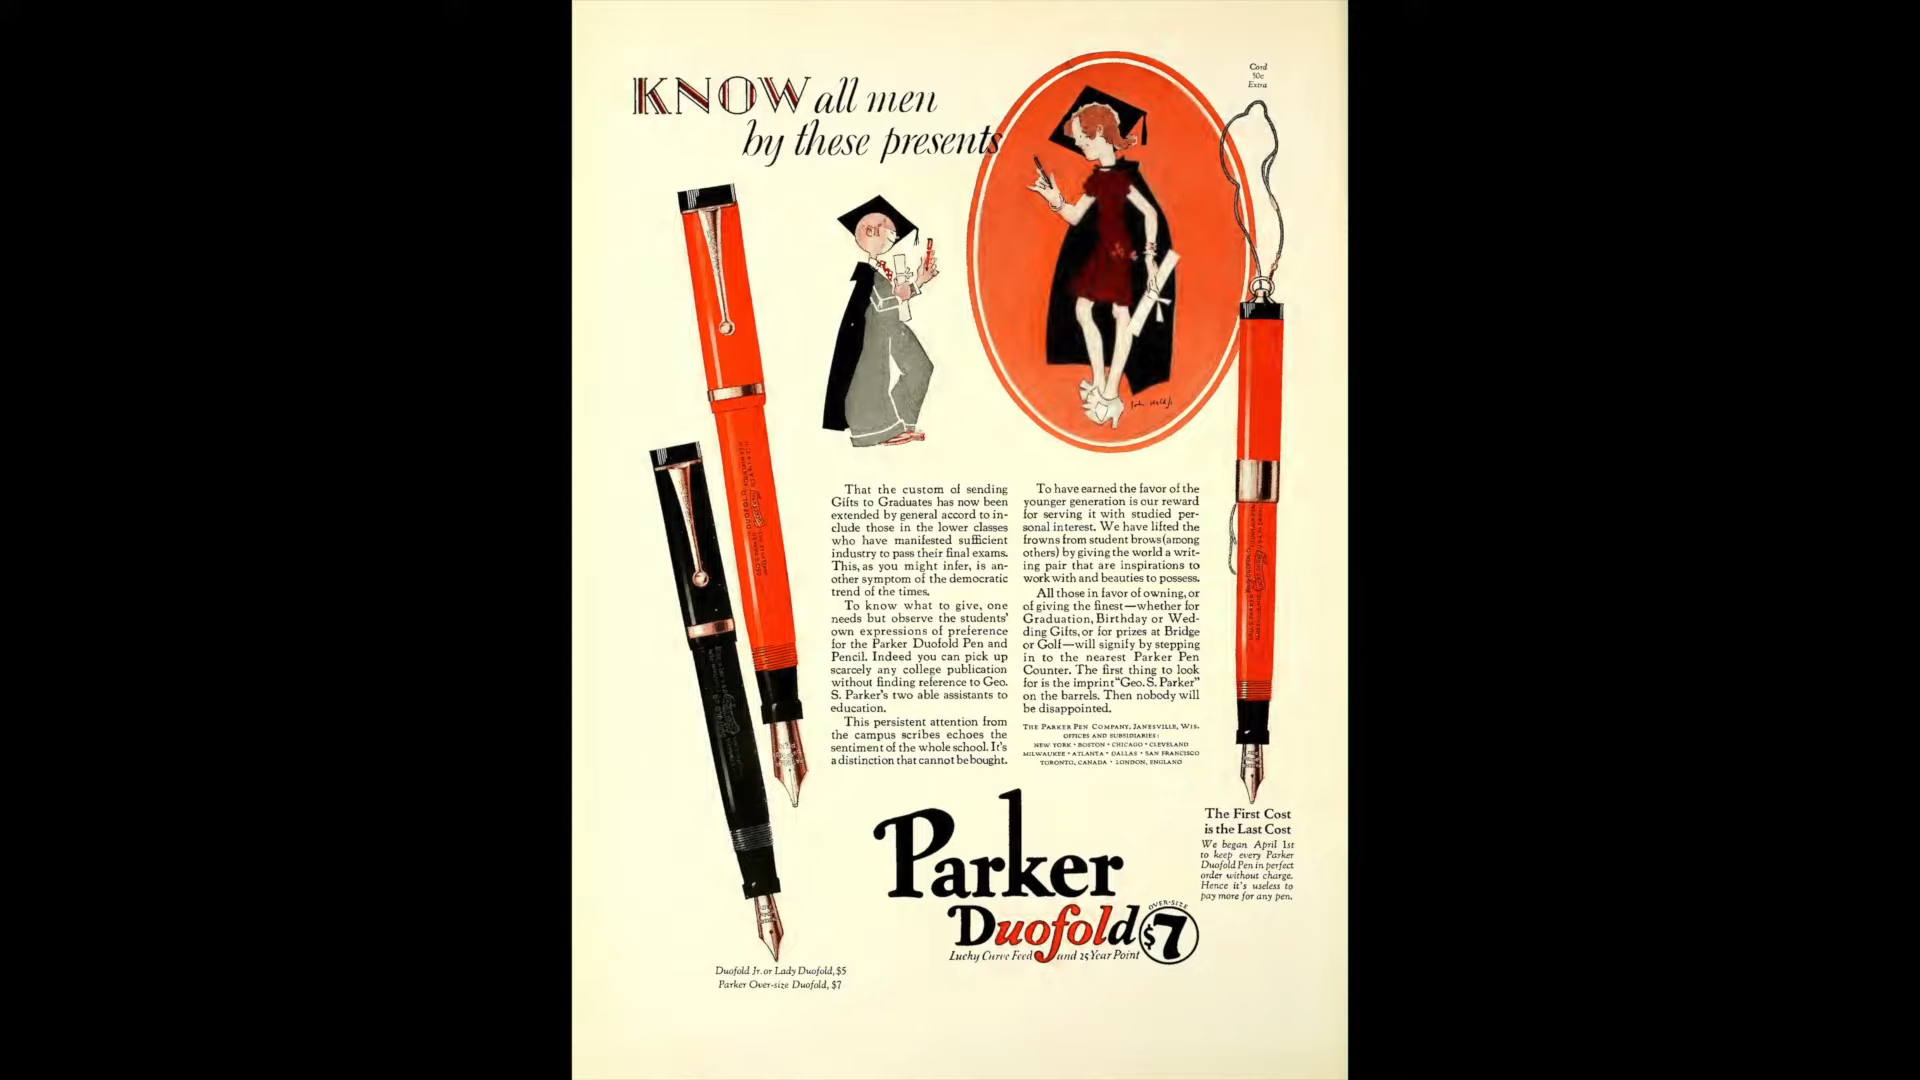 KNOW all men
by these presents
Cord
50c
Extra
That the custom of sending
Gifts to Graduates has now been
extended by general accord to in-
clude those in the lower classes
who have manifested sufficient
industry to pass their final exams.
This, as you might infer, is an-
other symptom of the democratic
trend of the times.
To know what to give, one
needs but observe the students'
own expressions of preference
for the Parker Duofold Pen and
Pencil. Indeed you can pick up
scarcely any college publication
without finding reference to Geo.
S. Parker's two able assistants to
education.
This persistent attention from
the campus scribes echoes the
sentiment of the whole school. It's
a distinction that cannot be bought.
To have earned the favor of the
younger generation is our reward
for serving it with studied per-
sonal interest. We have lifted the
frowns from student brows (among
others) by giving the world a writ-
ing pair that are inspirations to
work with and beauties to possess.
All those in favor of owning, or
of giving the finest—whether for
Graduation, Birthday or Wed-
ding Gifts, or for prizes at Bridge
or Golf—will signify by stepping
in to the nearest Parker Pen
Counter. The first thing to look
for is the imprint "Geo. S. Parker"
on the barrels. Then nobody will
be disappointed.
THE PARKER PEN COMPANY, JANESVILLE, WIS.
OFFICES AND SUBSIDIARIES:
NEW YORK • BOSTON • CHICAGO • CLEVELAND
MILWAUKEE • ATLANTA • DALLAS • SAN FRANCISCO
TORONTO, CANADA • LONDON, ENGLAND
The First Cost
is the Last Cost
We began April 1st
to keep every Parker
Duofold Pen in perfect
order without charge.
Hence it's useless to
pay more for any pen.
Parker
Duofold
OVER-SIZE
$7
Lucky Curve Feed and 25 Year Point
Duofold Jr. or Lady Duofold, $5
Parker Over-size Duofold, $7